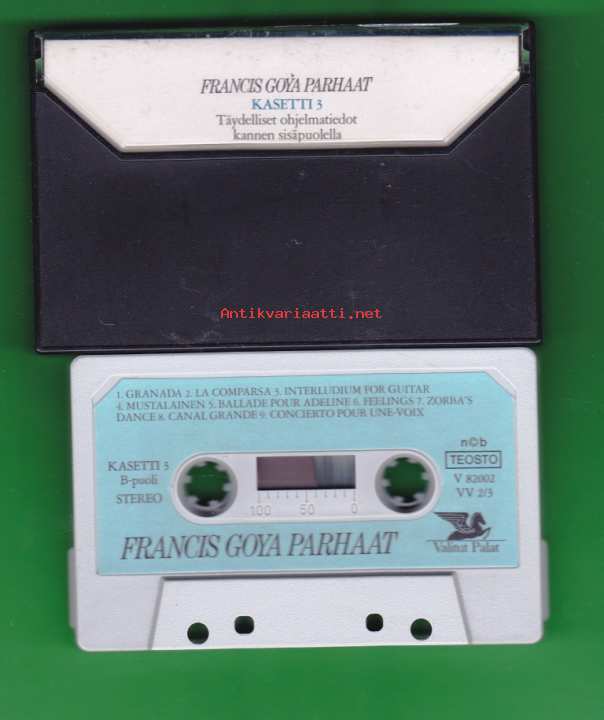 FRANCIS GOYA PARHAAT
KASETTI 3
Täydelliset ohjelmatiedot
kannen sisäpuolella
Antikvariaatti.net
1. GRANADA 2. LA COMPARSA 3. INTERLUDIUM FOR GUITAR
4. MUSTALAINEN 5. BALLADE POUR ADELINE 6. FEELINGS 7. ZORBA'S
DANCE 8. CANAL GRANDE 9. CONCIERTO POUR UNE-VOIX
KASETTI 3
B-puoli
STEREO
100 50 0
n©b
TEOSTO
V 82002
VV 2/3
FRANCIS GOYA PARHAAT
Valitut Palat